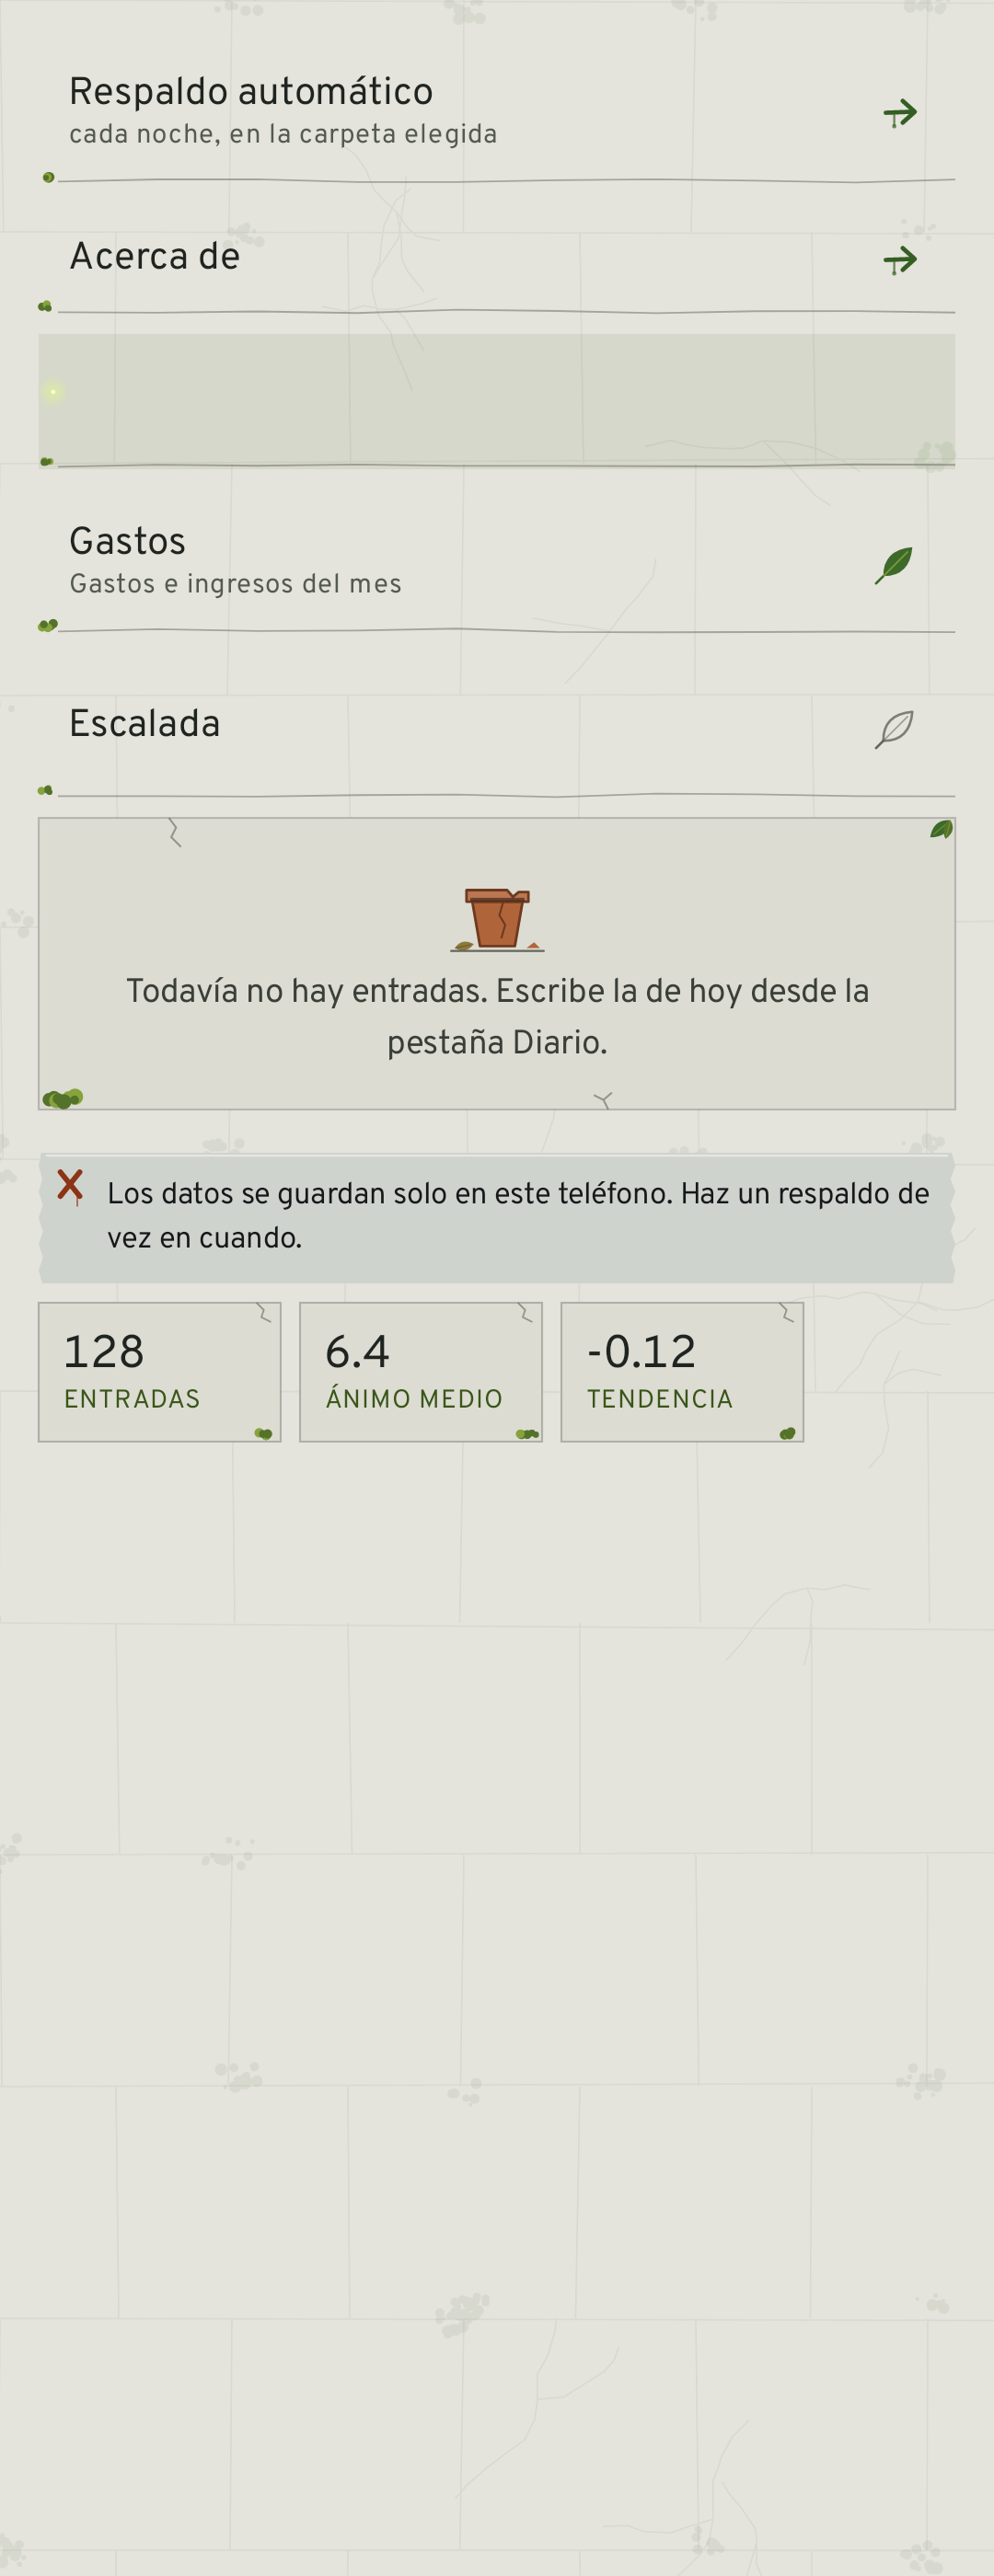 Respaldo automático
cada noche, en la carpeta elegida
Acerca de
Gastos
Gastos e ingresos del mes
Escalada
Todavía no hay entradas. Escribe la de hoy desde la
pestaña Diario.
Los datos se guardan solo en este teléfono. Haz un respaldo de
vez en cuando.
128
ENTRADAS
6.4
ÁNIMO MEDIO
-0.12
TENDENCIA